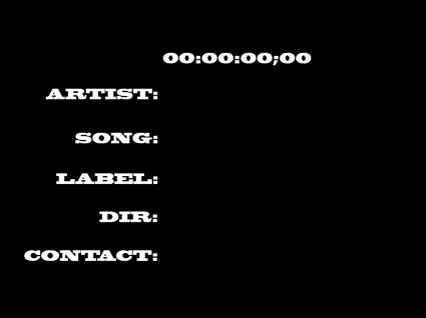 00:00:00;00
ARTIST:
SONG:
LABEL:
DIR:
CONTACT: